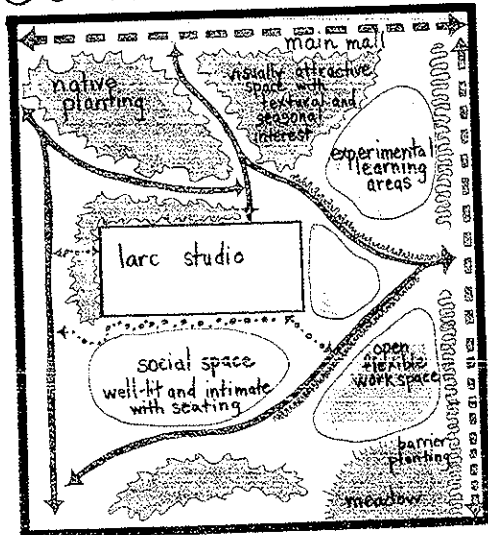 main mall
native
planting
visually attractive
space with
textural and
seasonal
interest
experimental
learning
areas
larc studio
social space
well-lit and intimate
with seating
open
flexible
workspace
barrier
planting
meadow